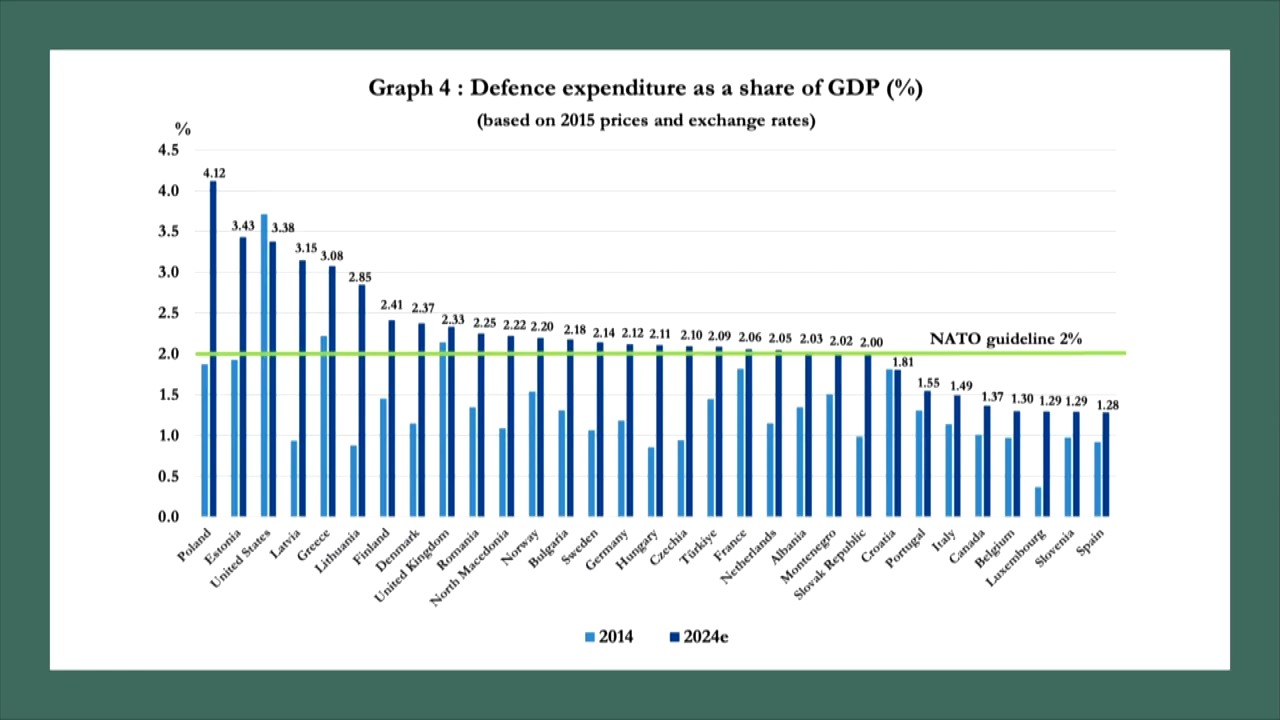 Graph 4 : Defence expenditure as a share of GDP (%)
(based on 2015 prices and exchange rates)
%
4.5
4.0
3.5
3.0
2.5
2.0
1.5
1.0
0.5
0.0
4.12
3.43
3.38
3.15
3.08
2.85
2.41
2.37
2.33
2.25
2.22
2.20
2.18
2.14
2.12
2.11
2.10
2.09
2.06
2.05
2.03
2.02
2.00
1.81
1.55
1.49
1.37
1.30
1.29
1.29
1.28
NATO guideline 2%
Poland
Estonia
United States
Latvia
Greece
Lithuania
Finland
Denmark
United Kingdom
Romania
North Macedonia
Norway
Bulgaria
Sweden
Germany
Hungary
Czechia
Türkiye
France
Netherlands
Albania
Montenegro
Slovak Republic
Croatia
Portugal
Italy
Canada
Belgium
Luxembourg
Slovenia
Spain
2014
2024e